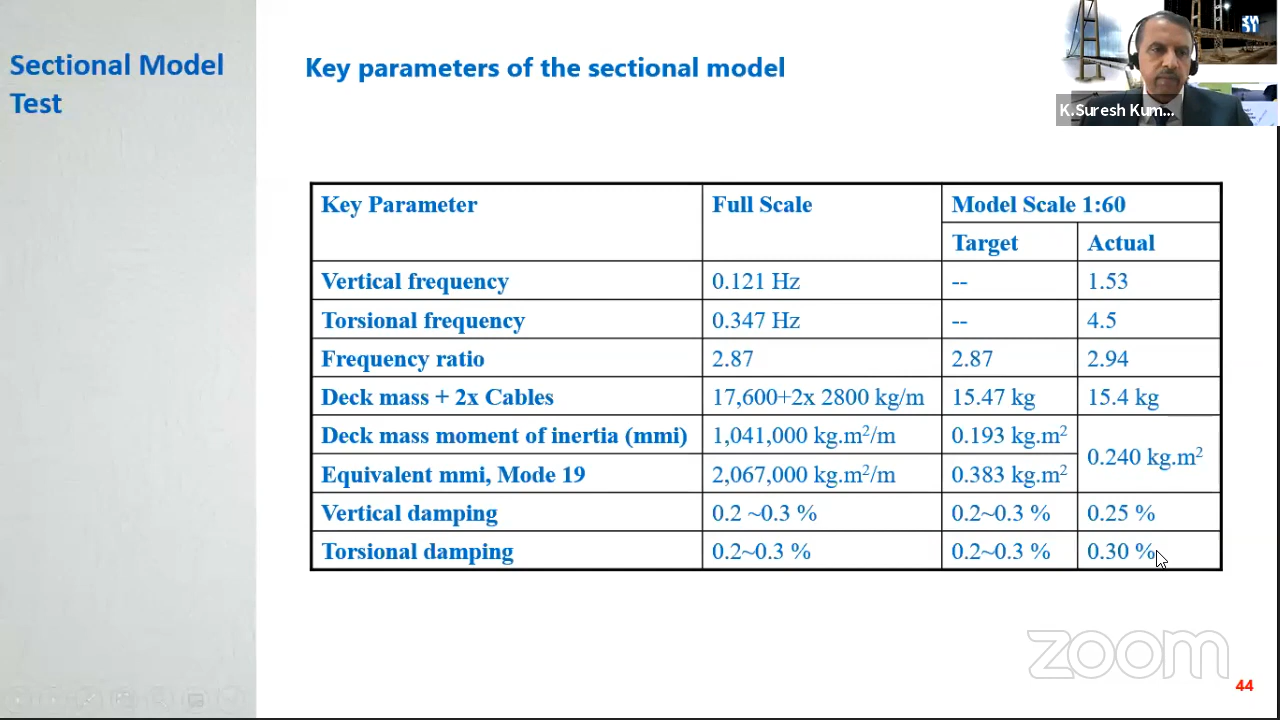 Sectional Model
Test
Key parameters of the sectional model
K.Suresh Kum...
Key Parameter Full Scale Model Scale 1:60
Target Actual
Vertical frequency 0.121 Hz -- 1.53
Torsional frequency 0.347 Hz -- 4.5
Frequency ratio 2.87 2.87 2.94
Deck mass + 2x Cables 17,600+2x 2800 kg/m 15.47 kg 15.4 kg
Deck mass moment of inertia (mmi) 1,041,000 kg.m²/m 0.193 kg.m²
0.240 kg.m²
Equivalent mmi, Mode 19 2,067,000 kg.m²/m 0.383 kg.m²
Vertical damping 0.2 ~0.3 % 0.2~0.3 % 0.25 %
Torsional damping 0.2~0.3 % 0.2~0.3 % 0.30 %
zoom
44